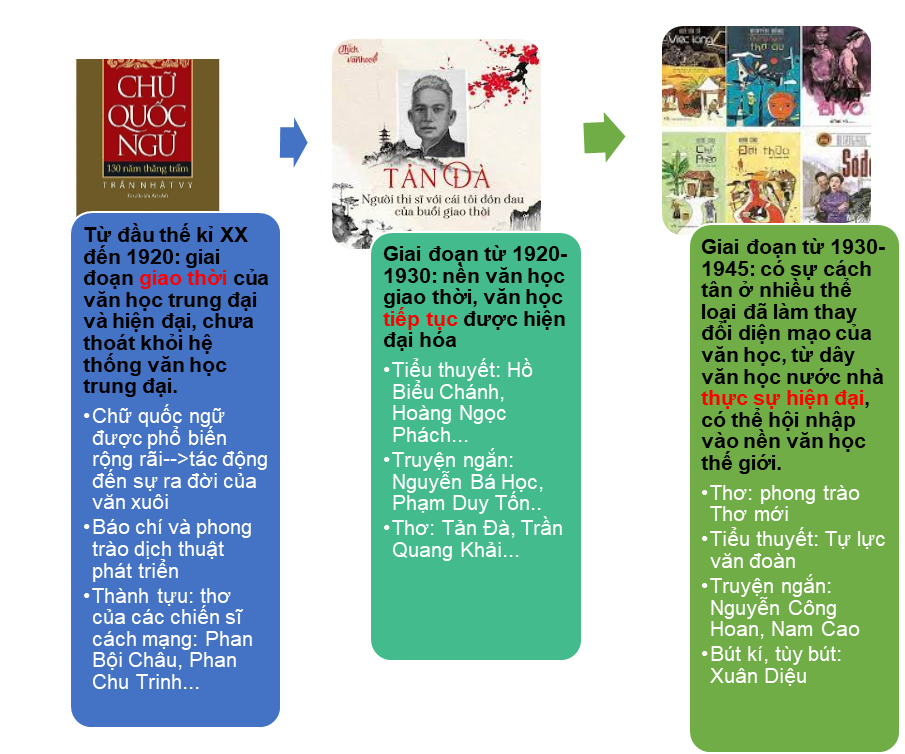 CHỮ
QUỐC
NGỮ
130 năm thăng trầm
TRẦN NHẬT VY
Từ đầu thế kỉ XX
đến 1920: giai
đoạn giao thời của
văn học trung đại
và hiện đại, chưa
thoát khỏi hệ
thống văn học
trung đại.
•Chữ quốc ngữ
được phổ biến
rộng rãi-->tác động
đến sự ra đời của
văn xuôi
•Báo chí và phong
trào dịch thuật
phát triển
•Thành tựu: thơ
của các chiến sĩ
cách mạng: Phan
Bội Châu, Phan
Chu Trinh...
Thích
vanhoc
TẢN ĐÀ
Người thi sĩ với cái tôi đớn đau
của buổi giao thời
Giai đoạn từ 1920-
1930: nền văn học
giao thời, văn học
tiếp tục được hiện
đại hóa
•Tiểu thuyết: Hồ
Biểu Chánh,
Hoàng Ngọc
Phách...
•Truyện ngắn:
Nguyễn Bá Học,
Phạm Duy Tốn..
•Thơ: Tản Đà, Trần
Quang Khải...
Việc làng
NGUYÊN HỒNG
thơ ấu
BỈ VỎ
Chí
Phèo
Đời thừa
Số đỏ
Giai đoạn từ 1930-
1945: có sự cách
tân ở nhiều thể
loại đã làm thay
đổi diện mạo của
văn học, từ dây
văn học nước nhà
thực sự hiện đại,
có thể hội nhập
vào nền văn học
thế giới.
•Thơ: phong trào
Thơ mới
•Tiểu thuyết: Tự lực
văn đoàn
•Truyện ngắn:
Nguyễn Công
Hoan, Nam Cao
•Bút kí, tùy bút:
Xuân Diệu